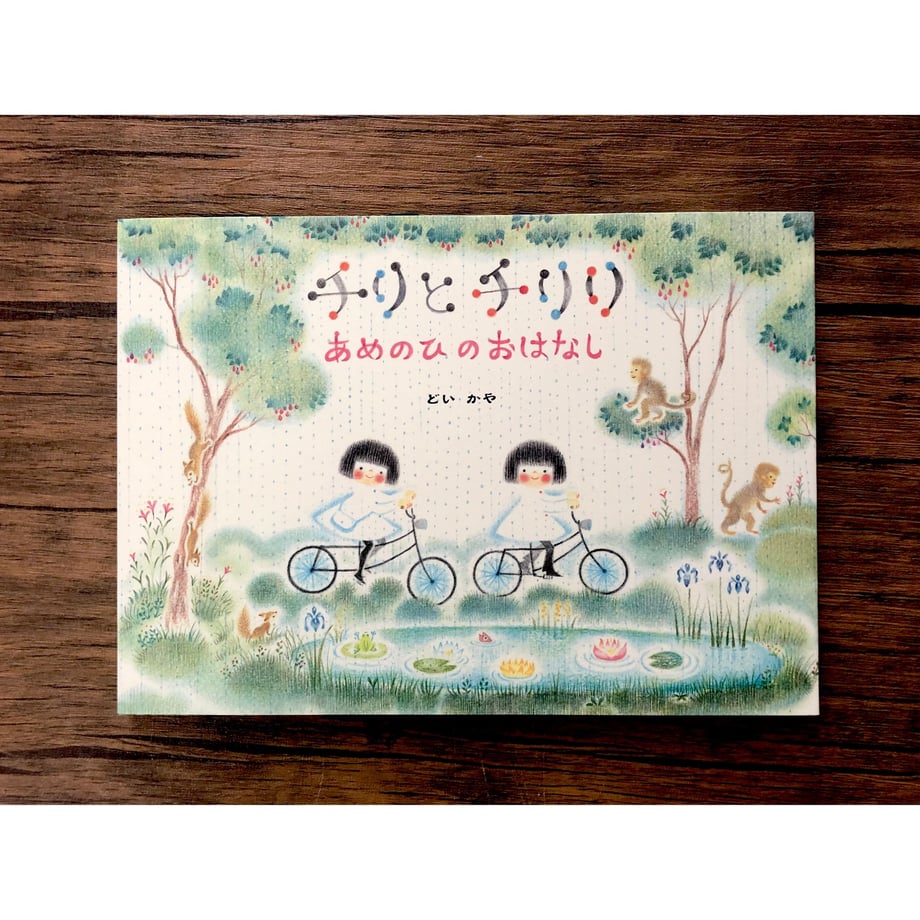 チリとチリリ
あめのひのおはなし
どい かや